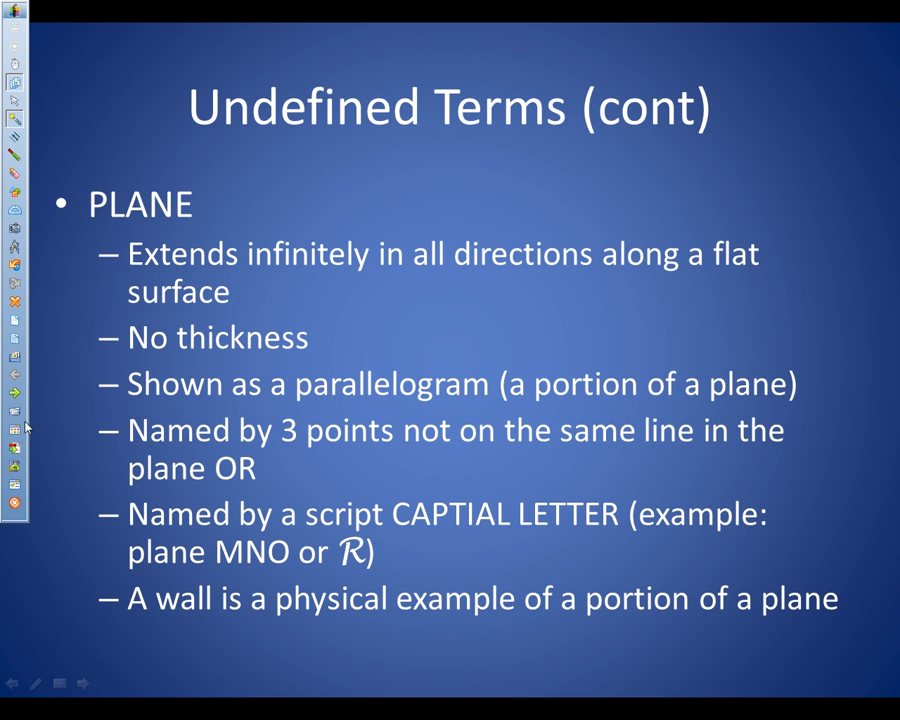 Undefined Terms (cont)
• PLANE
– Extends infinitely in all directions along a flat
surface
– No thickness
– Shown as a parallelogram (a portion of a plane)
– Named by 3 points not on the same line in the
plane OR
– Named by a script CAPTIAL LETTER (example:
plane MNO or ℛ)
– A wall is a physical example of a portion of a plane